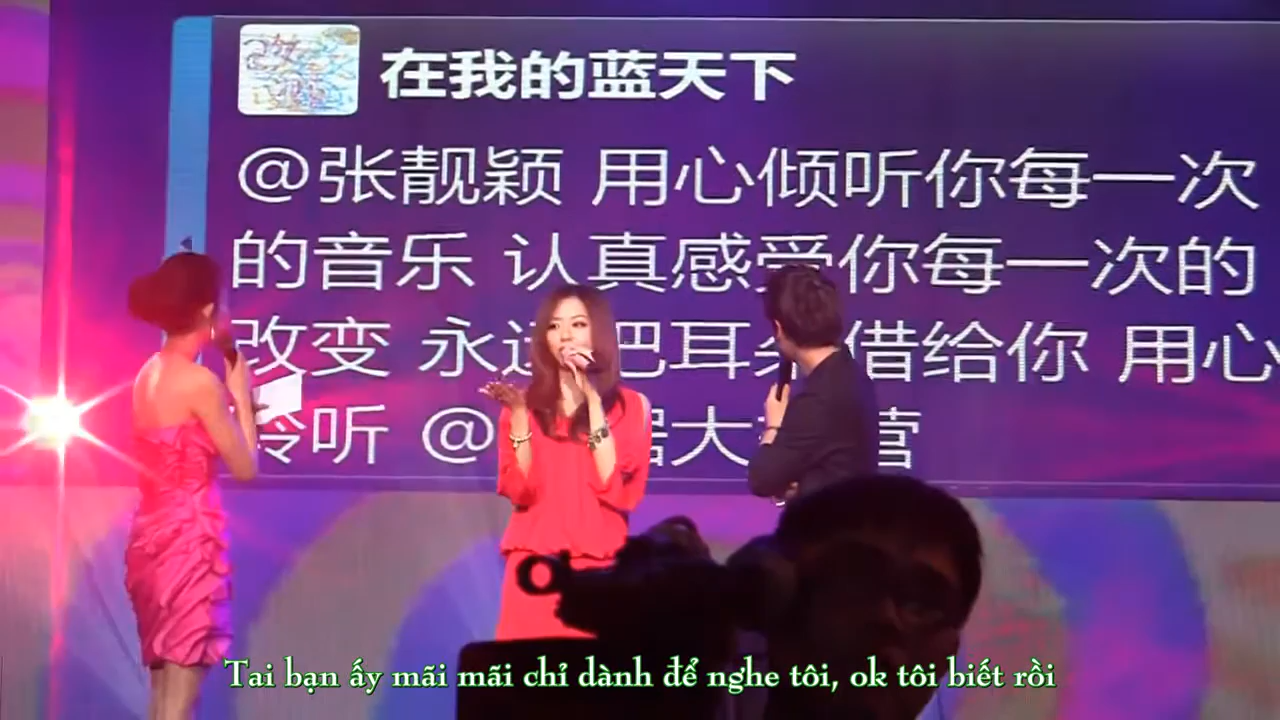 在我的蓝天下
@张靓颖 用心倾听你每一次
的音乐 认真感受你每一次的
改变 永远把耳朵借给你 用心
聆听 @ 大 营
Tai bạn ấy mãi mãi chỉ dành để nghe tôi, ok tôi biết rồi